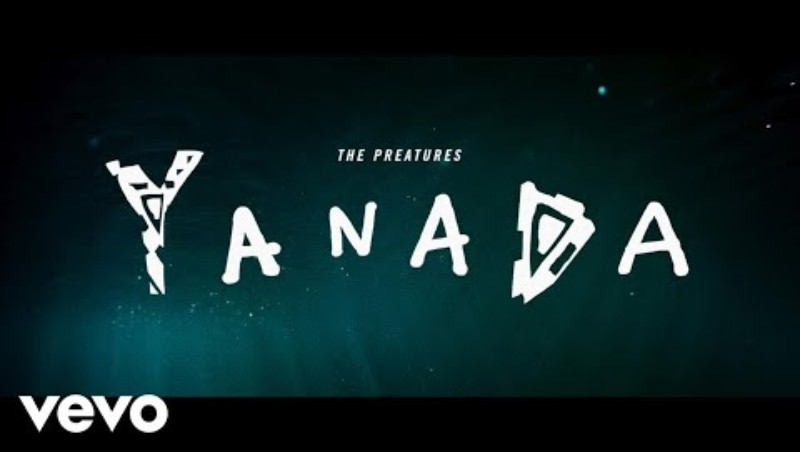 THE PREATURES
YANADA
vevo